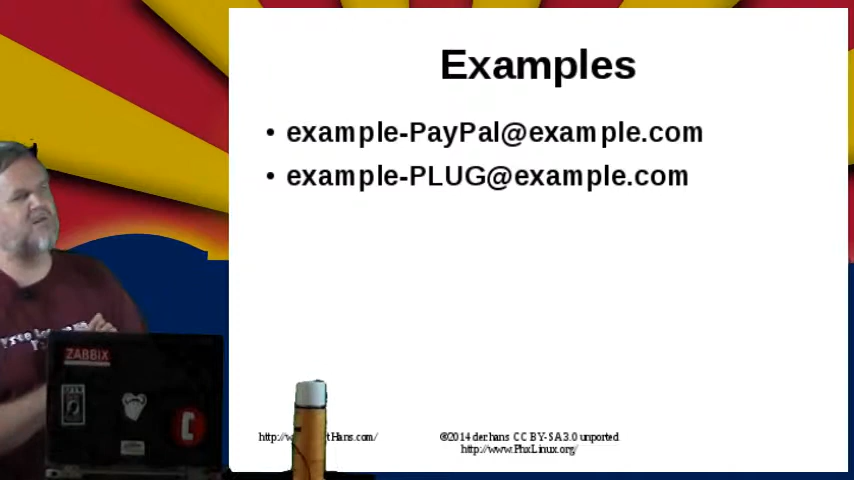 Examples
• example-PayPal@example.com
• example-PLUG@example.com
ZABBIX
©2014 der.hans CC BY-SA 3.0 unported
http://www.PhxLinux.org/